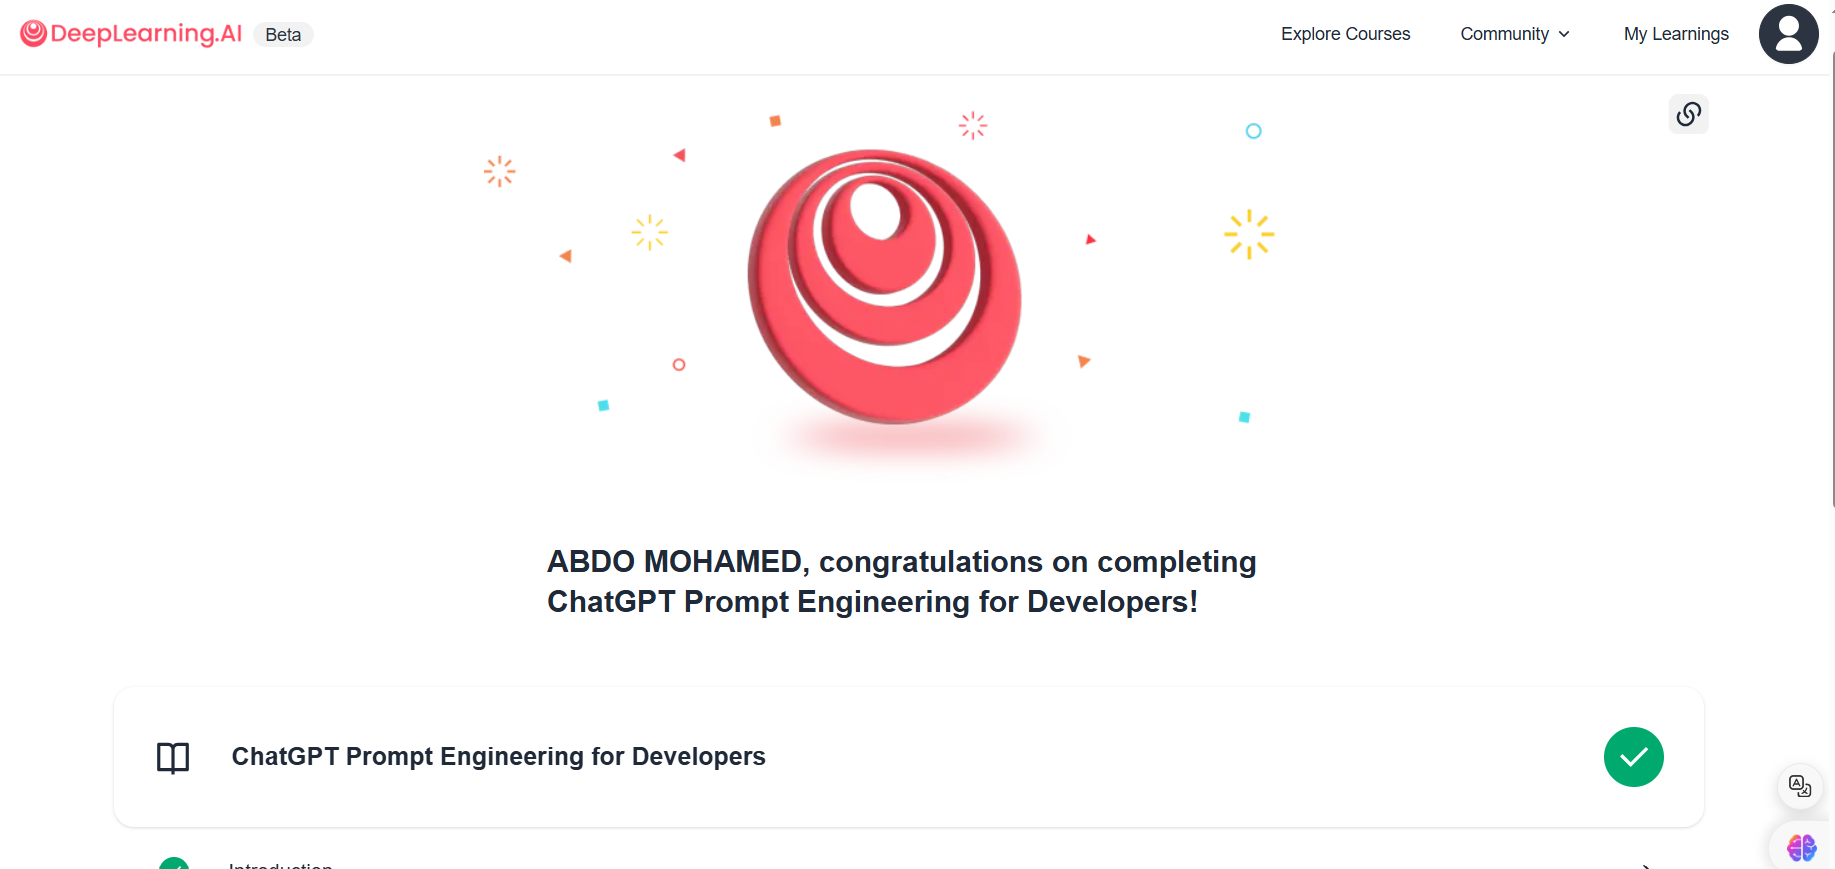 DeepLearning.AI Beta
Explore Courses Community My Learnings
ABDO MOHAMED, congratulations on completing
ChatGPT Prompt Engineering for Developers!
ChatGPT Prompt Engineering for Developers
Introduction